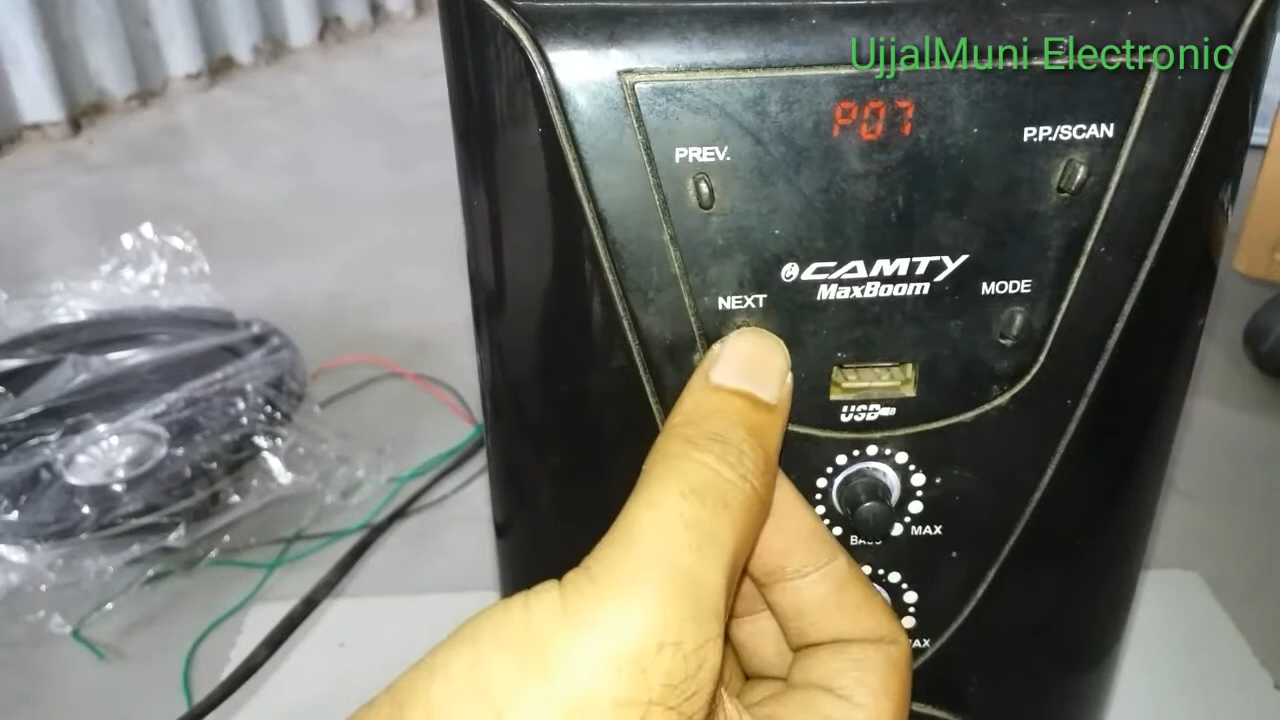 UjjalMuni Electronic
P07
PREV.
P.P./SCAN
CAMTY
MaxBoom
NEXT
MODE
USB
MAX